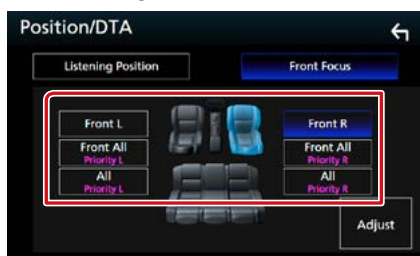 Position/DTA
Listening Position
Front Focus
Front L
Front R
Front All
Priority L
Front All
Priority R
All
Priority L
All
Priority R
Adjust